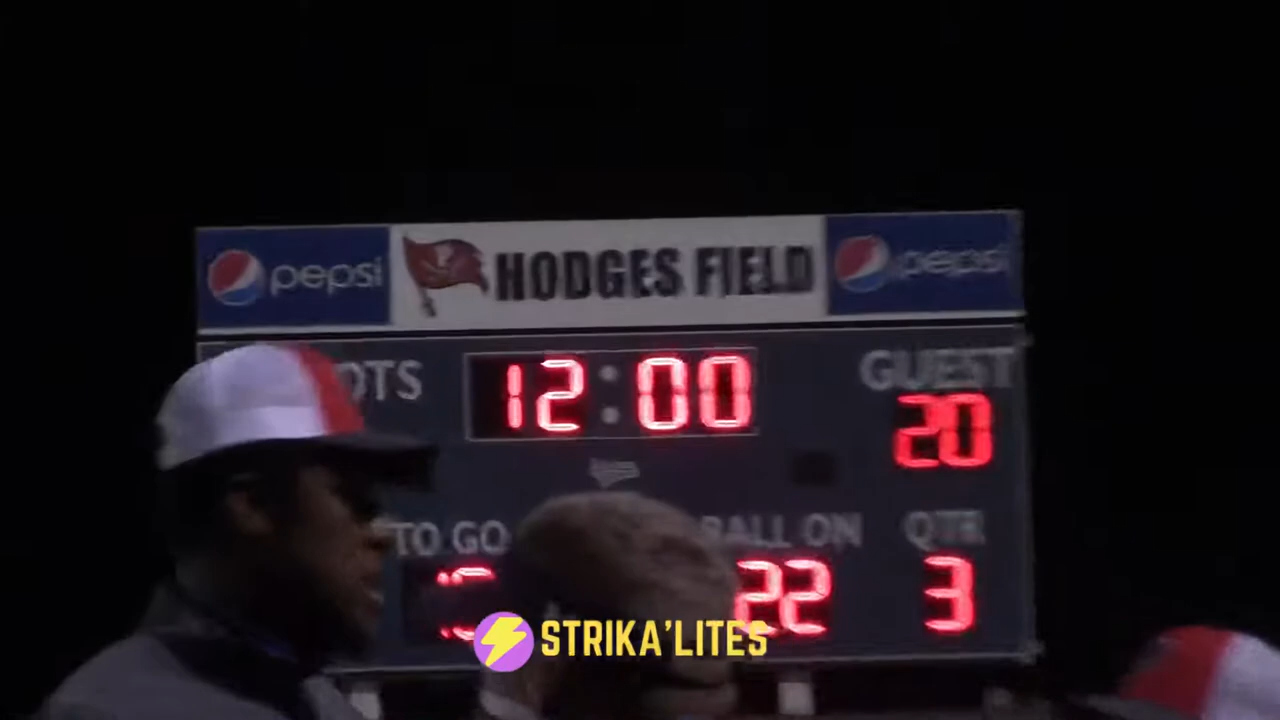 pepsi HODGES FIELD pepsi
12:00 GUEST
20
TO GO BALL ON QTR
22 3
STRIKA'LITES